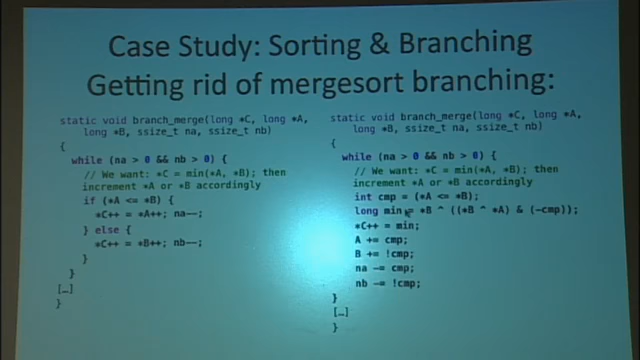 Case Study: Sorting & Branching
Getting rid of mergesort branching:
static void branch_merge(long *C, long *A,
long *B, ssize_t na, ssize_t nb)
{
while (na > 0 && nb > 0) {
// We want: *C = min(*A, *B); then
increment *A or *B accordingly
if (*A <= *B) {
*C++ = *A++; na--;
} else {
*C++ = *B++; nb--;
}
}
[…]
}
static void branch_merge(long *C, long *A,
long *B, ssize_t na, ssize_t nb)
{
while (na > 0 && nb > 0) {
// We want: *C = min(*A, *B); then
increment *A or *B accordingly
int cmp = (*A <= *B);
long min = *B ^ ((*B ^ *A) & (-cmp));
*C++ = min;
A += cmp;
B += !cmp;
na -= cmp;
nb -= !cmp;
}
[…]
}